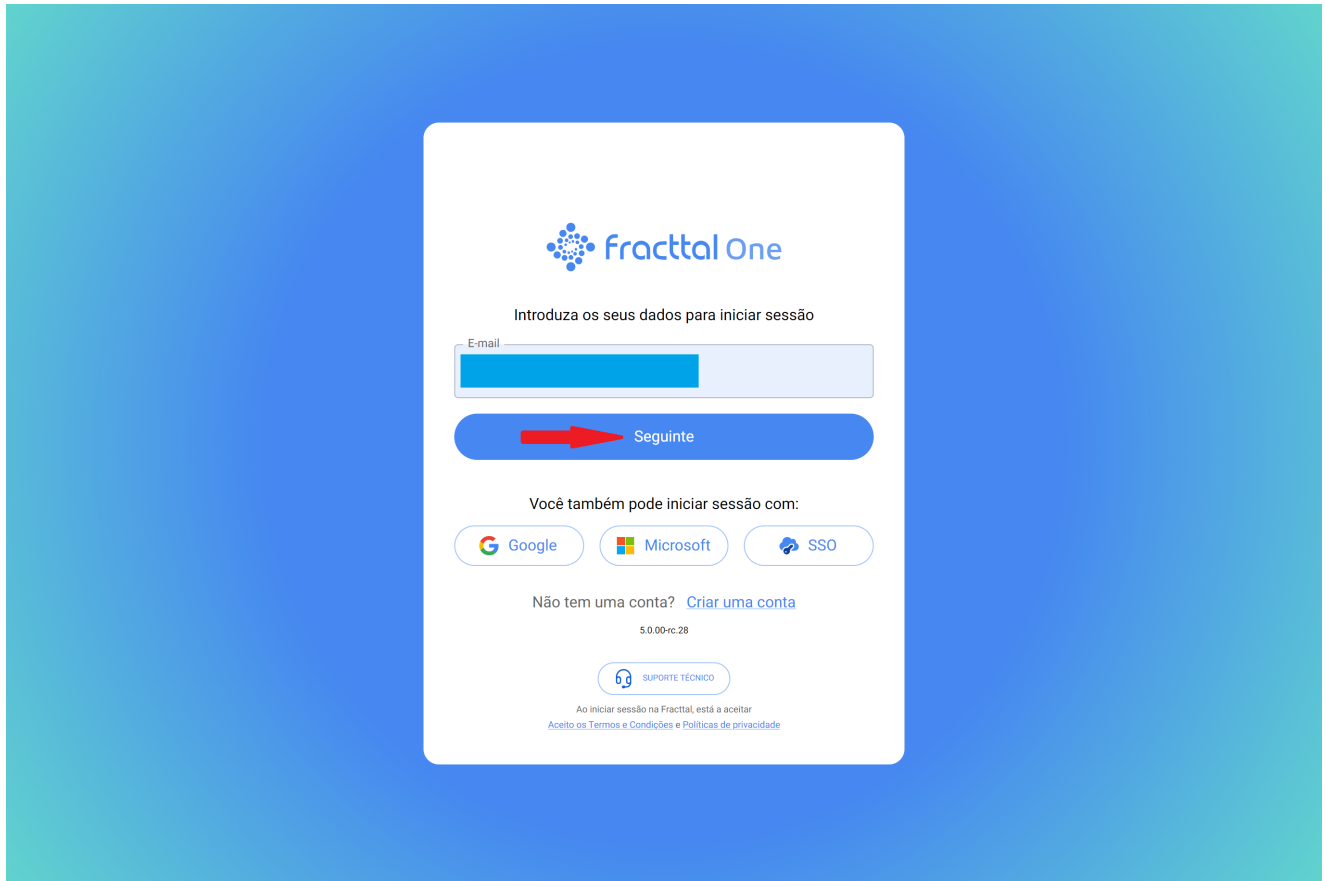 fracttal One
Introduza os seus dados para iniciar sessão
E-mail
Seguinte
Você também pode iniciar sessão com:
Google Microsoft SSO
Não tem uma conta? Criar uma conta
5.0.00-rc.28
SUPORTE TÉCNICO
Ao iniciar sessão na Fracttal, está a aceitar
Aceito os Termos e Condições e Políticas de privacidade